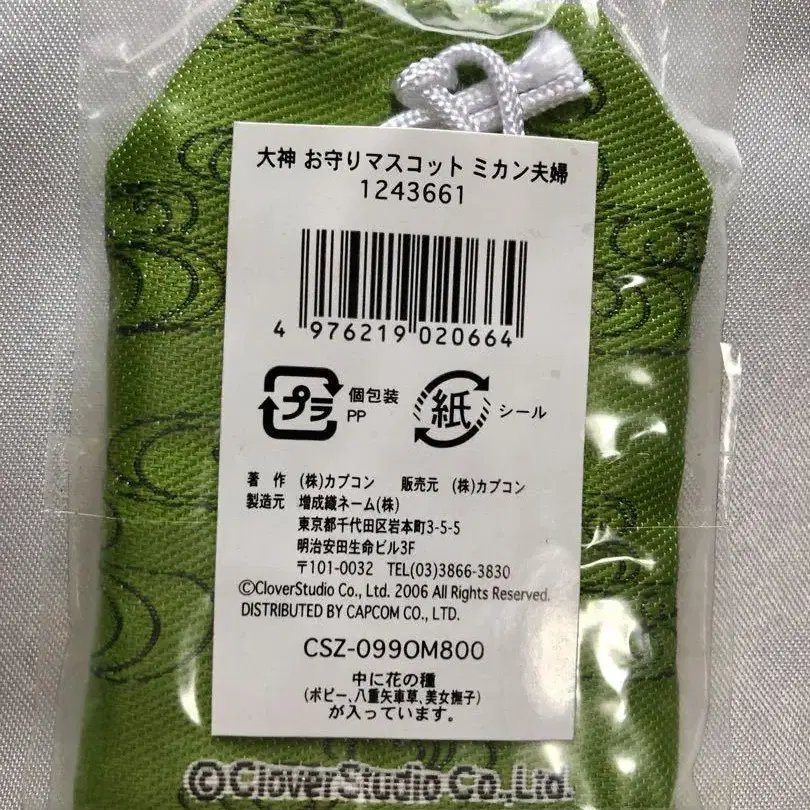 大神 お守りマスコット ミカン夫婦
1243661
4 976219 020664
プラ 個包装 PP 紙 シール
著 作 (株)カプコン 販売元 (株)カプコン
製造元 増成織ネーム(株)
東京都千代田区岩本町3-5-5
明治安田生命ビル3F
〒101-0032 TEL(03)3866-3830
©CloverStudio Co., Ltd. 2006 All Rights Reserved.
DISTRIBUTED BY CAPCOM CO., LTD.
CSZ-099OM800
中に花の種
(ポピー、八重矢車草、美女撫子)
が入っています。
©CloverStudio Co.,Ltd.